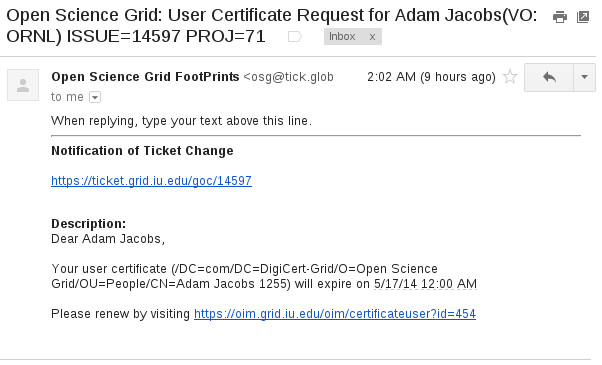 Open Science Grid: User Certificate Request for Adam Jacobs(VO:
ORNL) ISSUE=14597 PROJ=71 Inbox x
Open Science Grid FootPrints <osg@tick.glob 2:02 AM (9 hours ago)
to me
When replying, type your text above this line.
Notification of Ticket Change
https://ticket.grid.iu.edu/goc/14597
Description:
Dear Adam Jacobs,
Your user certificate (/DC=com/DC=DigiCert-Grid/O=Open Science
Grid/OU=People/CN=Adam Jacobs 1255) will expire on 5/17/14 12:00 AM
Please renew by visiting https://oim.grid.iu.edu/oim/certificateuser?id=454